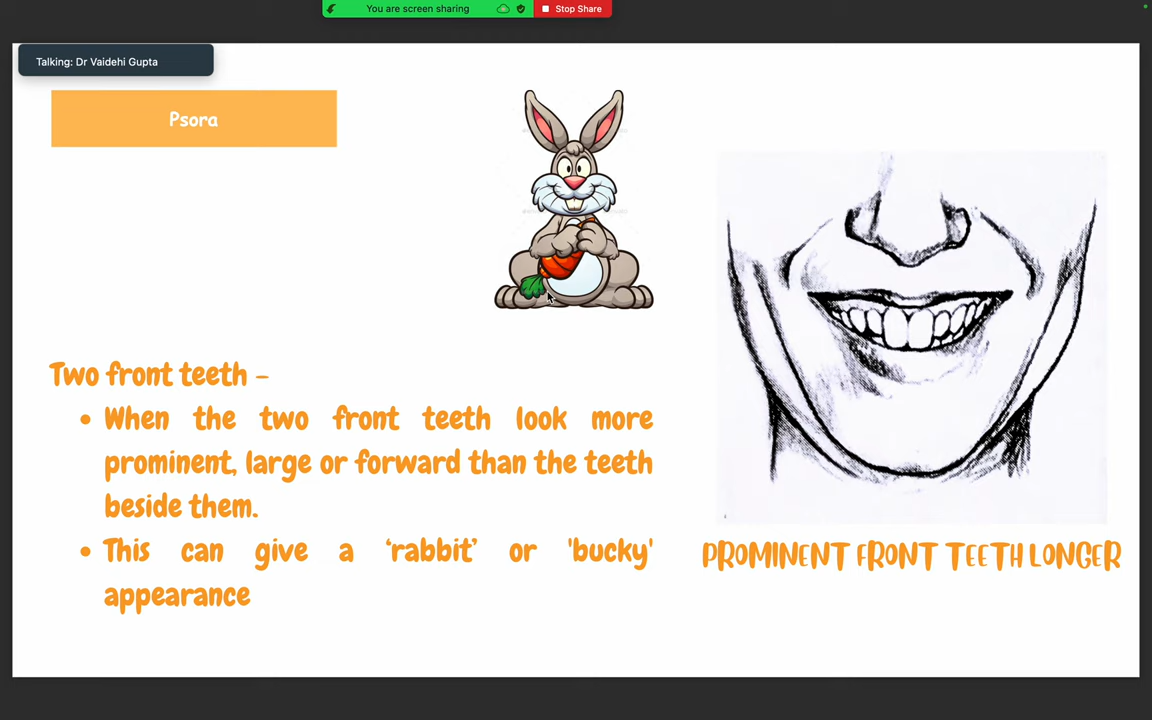 You are screen sharing
Stop Share
Talking: Dr Vaidehi Gupta
Psora
Two front teeth –
• When the two front teeth look more
prominent, large or forward than the teeth
beside them.
• This can give a ‘rabbit’ or 'bucky'
appearance
PROMINENT FRONT TEETH LONGER